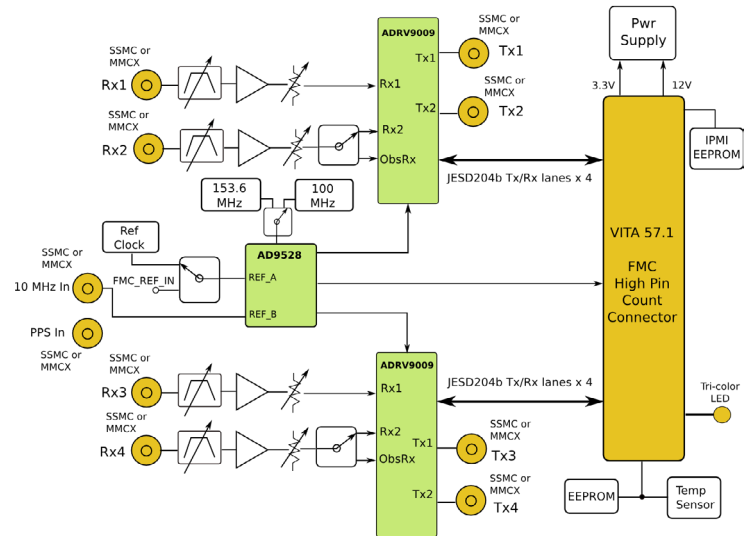 SSMC or
MMCX
Rx1
ADRV9009
Tx1
Rx1
SSMC or
MMCX
Tx1
Pwr
Supply
3.3V
12V
SSMC or
MMCX
Rx2
Tx2
Rx2
ObsRx
SSMC or
MMCX
Tx2
IPMI
EEPROM
JESD204b Tx/Rx lanes x 4
153.6
MHz
100
MHz
VITA 57.1
FMC
High Pin
Count
Connector
Ref
Clock
AD9528
REF_A
REF_B
FMC_REF_IN
SSMC or
MMCX
10 MHz In
PPS In
SSMC or
MMCX
SSMC or
MMCX
Rx3
ADRV9009
Rx1
JESD204b Tx/Rx lanes x 4
Tri-color
LED
SSMC or
MMCX
Rx4
Rx2
ObsRx
Tx1
SSMC or
MMCX
Tx3
Tx2
SSMC or
MMCX
Tx4
EEPROM
Temp
Sensor